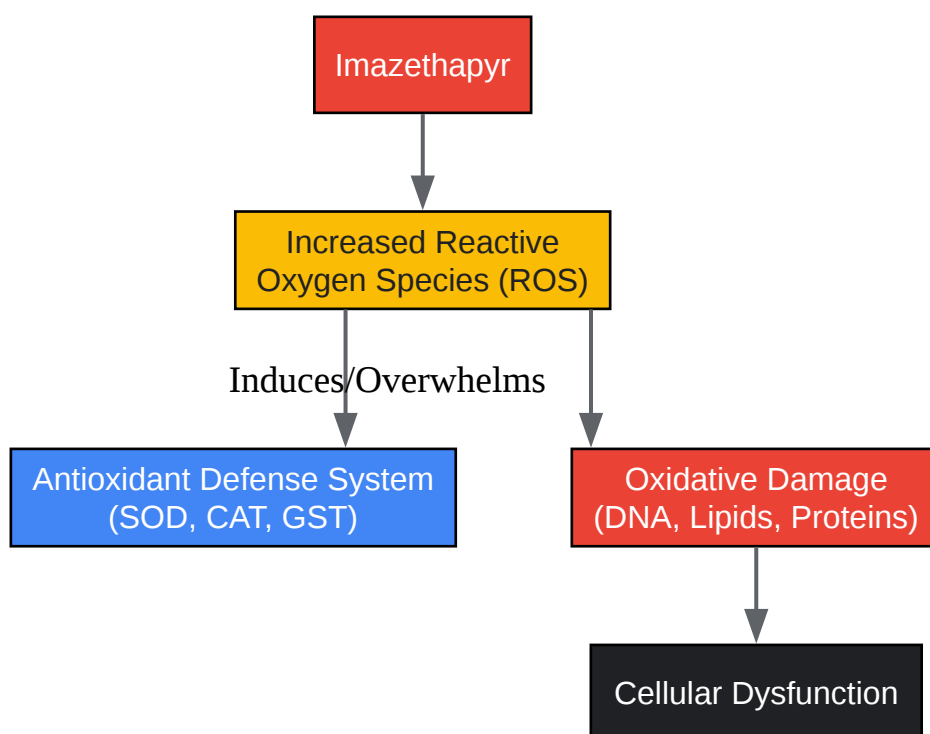 Imazethapyr
Increased Reactive
Oxygen Species (ROS)
Induces/Overwhelms
Antioxidant Defense System
(SOD, CAT, GST)
Oxidative Damage
(DNA, Lipids, Proteins)
Cellular Dysfunction